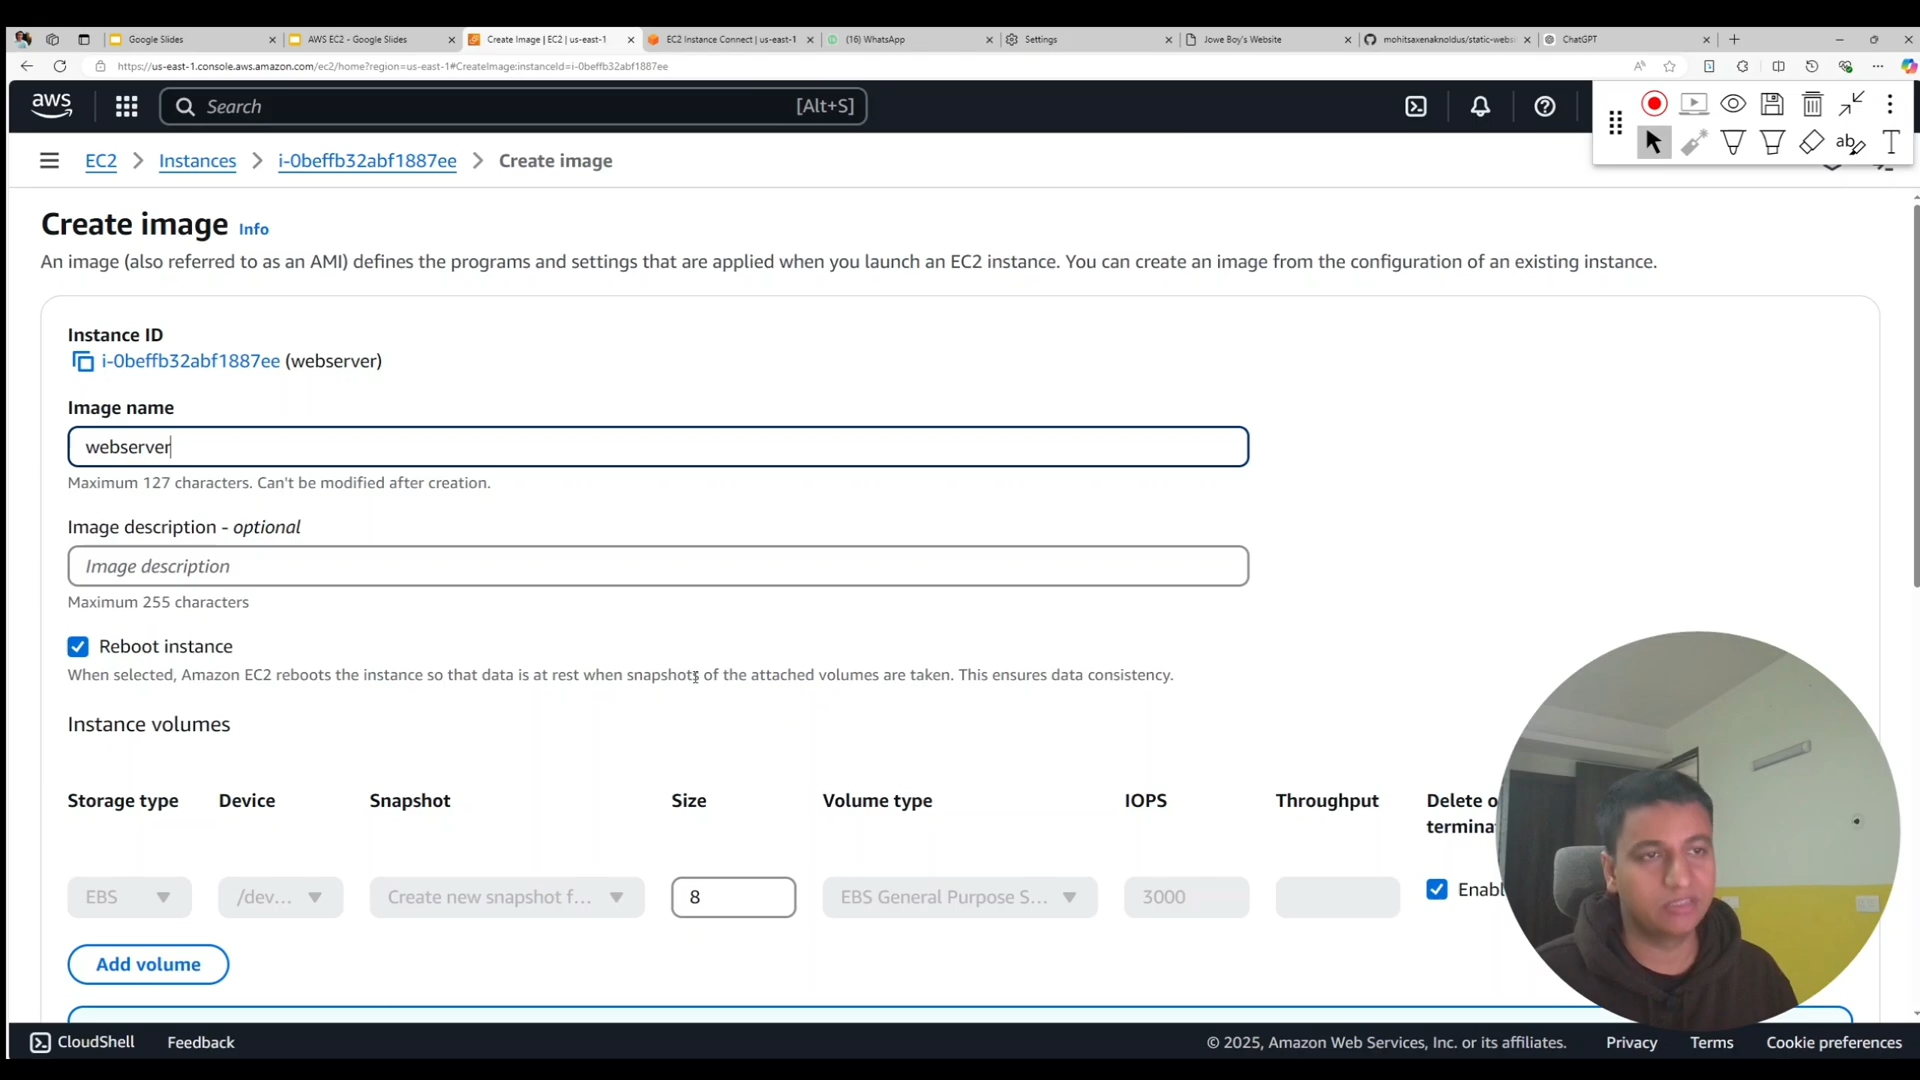 Google Slides
AWS EC2 - Google Slides
Create Image | EC2 | us-east-1
EC2 Instance Connect | us-east-1
(16) WhatsApp
Settings
Jowe Boy's Website
mohitsaxenaknoldus/static-websi
ChatGPT
https://us-east-1.console.aws.amazon.com/ec2/home?region=us-east-1#CreateImage:instanceId=i-0beffb32abf1887ee
aws
Search
[Alt+S]
EC2 > Instances > i-0beffb32abf1887ee > Create image
Create image Info
An image (also referred to as an AMI) defines the programs and settings that are applied when you launch an EC2 instance. You can create an image from the configuration of an existing instance.
Instance ID
i-0beffb32abf1887ee (webserver)
Image name
webserver
Maximum 127 characters. Can't be modified after creation.
Image description - optional
Image description
Maximum 255 characters
Reboot instance
When selected, Amazon EC2 reboots the instance so that data is at rest when snapshots of the attached volumes are taken. This ensures data consistency.
Instance volumes
Storage type Device Snapshot Size Volume type IOPS Throughput Delete o
termina
EBS /dev... Create new snapshot f... 8 EBS General Purpose S... 3000 Enabl
Add volume
CloudShell Feedback © 2025, Amazon Web Services, Inc. or its affiliates. Privacy Terms Cookie preferences